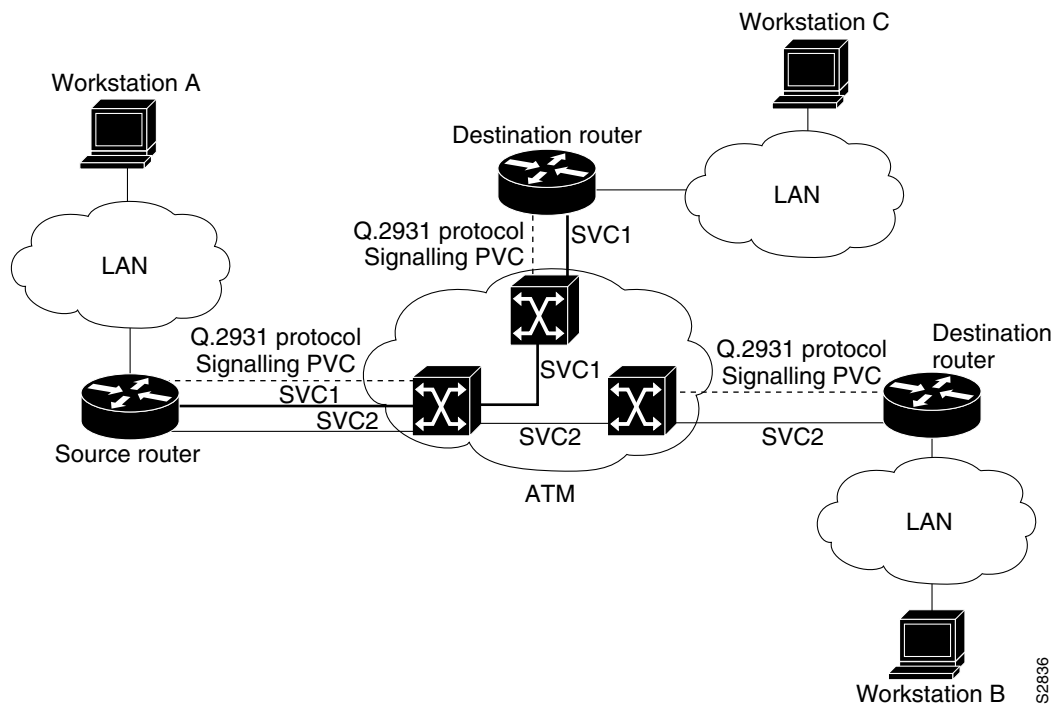 Workstation C
Workstation A
Destination router
LAN
Q.2931 protocol
Signalling PVC
SVC1
LAN
Q.2931 protocol
Signalling PVC
SVC1
Q.2931 protocol
Signalling PVC
Destination
router
SVC1
SVC2
SVC2
SVC2
Source router
ATM
LAN
Workstation B
S2836